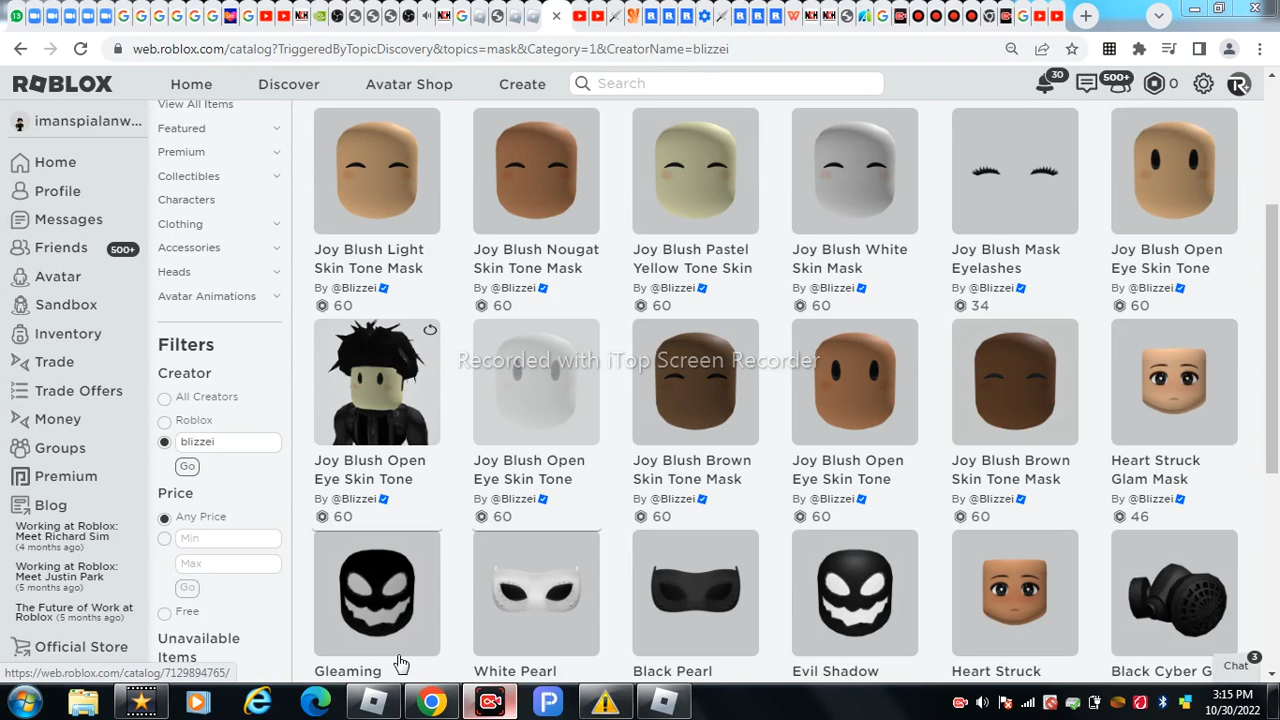 web.roblox.com/catalog?TriggeredByTopicDiscovery&topics=mask&Category=1&CreatorName=blizzei
ROBLOX
Home
Discover
Avatar Shop
Create
Search
30
500+
0
imanspialanw...
Home
Profile
Messages
Friends
500+
Avatar
Sandbox
Inventory
Trade
Trade Offers
Money
Groups
Premium
Blog
Working at Roblox:
Meet Richard Sim
(4 months ago)
Working at Roblox:
Meet Justin Park
(5 months ago)
The Future of Work at
Roblox (5 months ago)
Official Store
View All Items
Featured
Premium
Collectibles
Characters
Clothing
Accessories
Heads
Avatar Animations
Filters
Creator
All Creators
Roblox
blizzei
Go
Price
Any Price
Min
Max
Go
Free
Unavailable
Items
Joy Blush Light
Skin Tone Mask
By @Blizzei
60
Joy Blush Nougat
Skin Tone Mask
By @Blizzei
60
Joy Blush Pastel
Yellow Tone Skin
By @Blizzei
60
Joy Blush White
Skin Mask
By @Blizzei
60
Joy Blush Mask
Eyelashes
By @Blizzei
34
Joy Blush Open
Eye Skin Tone
By @Blizzei
60
Recorded with iTop Screen Recorder
Joy Blush Open
Eye Skin Tone
By @Blizzei
60
Joy Blush Open
Eye Skin Tone
By @Blizzei
60
Joy Blush Brown
Skin Tone Mask
By @Blizzei
60
Joy Blush Open
Eye Skin Tone
By @Blizzei
60
Joy Blush Brown
Skin Tone Mask
By @Blizzei
60
Heart Struck
Glam Mask
By @Blizzei
46
Gleaming
White Pearl
Black Pearl
Evil Shadow
Heart Struck
Black Cyber G
Chat
https://web.roblox.com/catalog/7129894765/
3:15 PM
10/30/2022